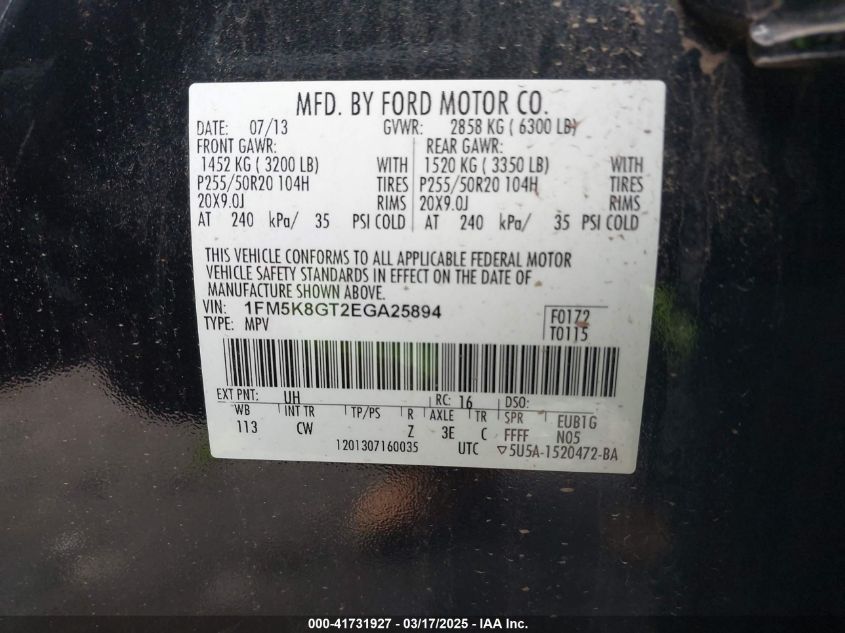 MFD. BY FORD MOTOR CO.
DATE: 07/13 GVWR: 2858 KG ( 6300 LB)
FRONT GAWR: REAR GAWR:
1452 KG ( 3200 LB) WITH 1520 KG ( 3350 LB) WITH
P255/50R20 104H TIRES P255/50R20 104H TIRES
20X9.0J RIMS 20X9.0J RIMS
AT 240 kPa/ 35 PSI COLD AT 240 kPa/ 35 PSI COLD
THIS VEHICLE CONFORMS TO ALL APPLICABLE FEDERAL MOTOR
VEHICLE SAFETY STANDARDS IN EFFECT ON THE DATE OF
MANUFACTURE SHOWN ABOVE.
VIN: 1FM5K8GT2EGA25894 F0172
TYPE: MPV T0115
EXT PNT: UH RC: 16 DSO:
WB INT TR TP/PS R AXLE TR SPR EUB1G
113 CW Z 3E C FFFF N05
1201307160035 UTC ▽5U5A-1520472-BA
000-41731927 - 03/17/2025 - IAA Inc.